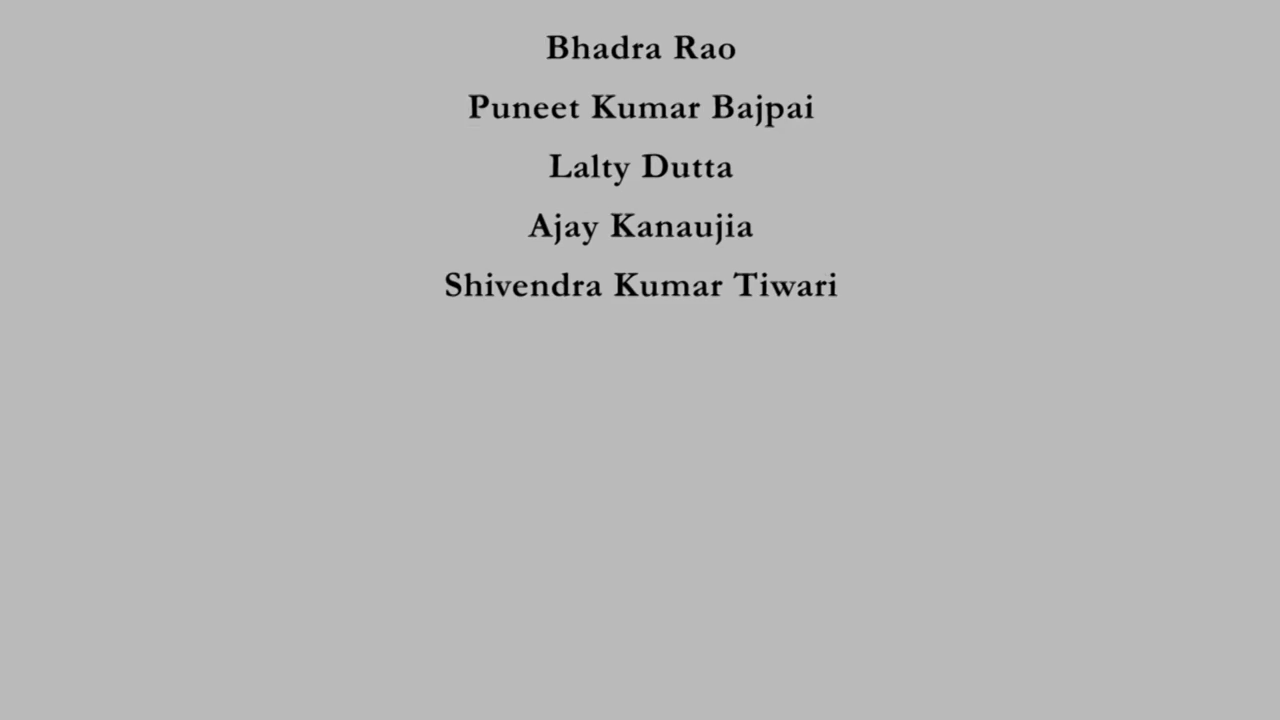 Bhadra Rao
Puneet Kumar Bajpai
Lalty Dutta
Ajay Kanaujia
Shivendra Kumar Tiwari